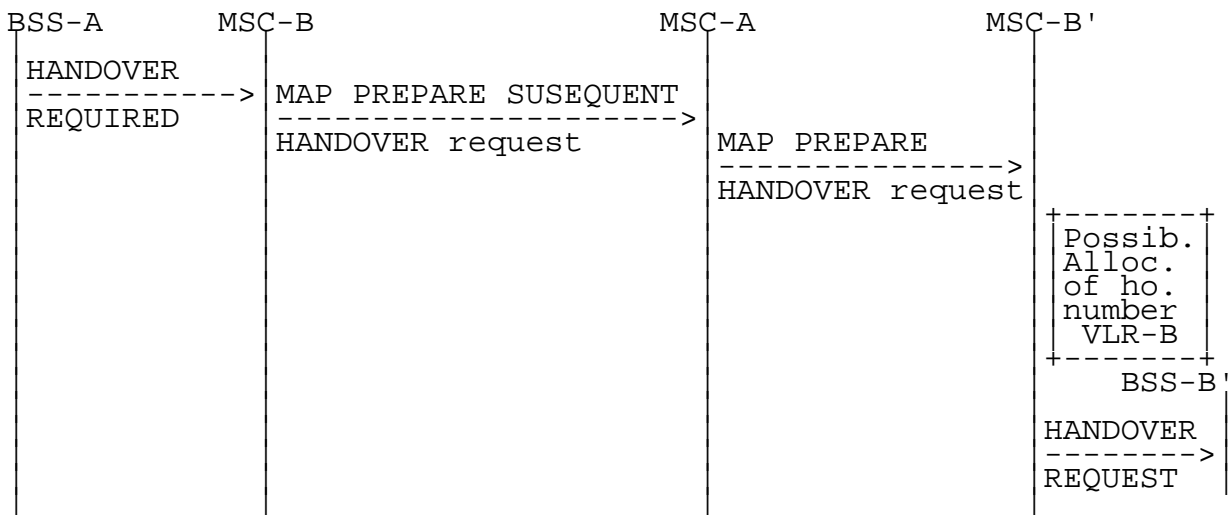 BSS-A MSC-B MSC-A MSC-B'
HANDOVER
REQUIRED
MAP PREPARE SUSEQUENT
HANDOVER request
MAP PREPARE
HANDOVER request
Possib.
Alloc.
of ho.
number
VLR-B
BSS-B'
HANDOVER
REQUEST